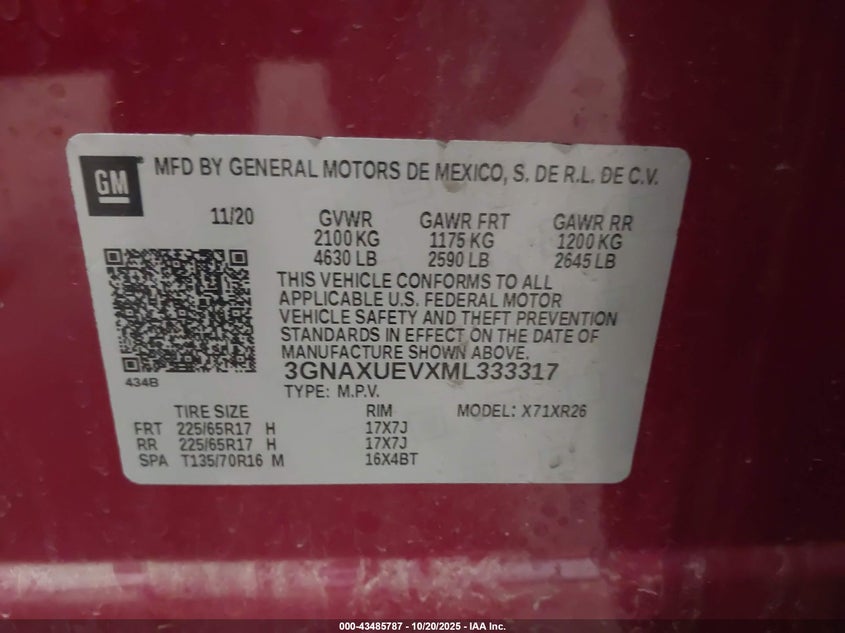 GM
MFD BY GENERAL MOTORS DE MEXICO, S. DE R.L. DE C.V.
11/20 GVWR GAWR FRT GAWR RR
2100 KG 1175 KG 1200 KG
4630 LB 2590 LB 2645 LB
THIS VEHICLE CONFORMS TO ALL
APPLICABLE U.S. FEDERAL MOTOR
VEHICLE SAFETY AND THEFT PREVENTION
STANDARDS IN EFFECT ON THE DATE OF
MANUFACTURE SHOWN ABOVE.
3GNAXUEVXML333317
434B
TYPE: M.P.V.
TIRE SIZE RIM MODEL: X71XR26
FRT 225/65R17 H 17X7J
RR 225/65R17 H 17X7J
SPA T135/70R16 M 16X4BT
000-43485787 - 10/20/2025 - IAA Inc.